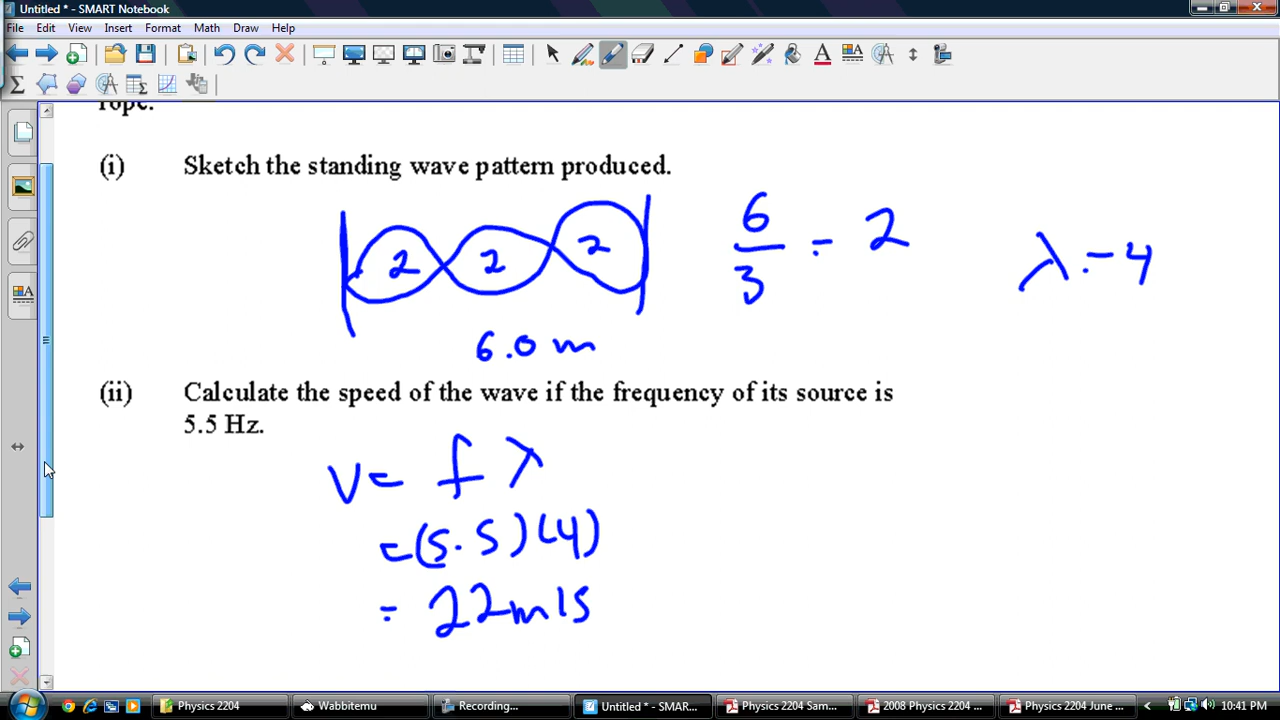 Untitled * - SMART Notebook
File Edit View Insert Format Math Draw Help
rope.
(i) Sketch the standing wave pattern produced.
2 2 2
6/3 = 2
λ = 4
6.0 m
(ii) Calculate the speed of the wave if the frequency of its source is
5.5 Hz.
v = f λ
= (5.5)(4)
= 22 m/s
Physics 2204 Wabbitemu Recording... Untitled * - SMAR... Physics 2204 Sam... 2008 Physics 2204 ... Physics 2204 June ... 10:41 PM